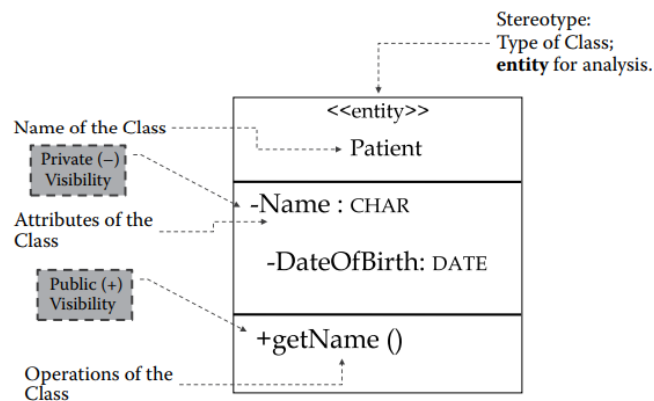 Stereotype:
Type of Class;
entity for analysis.
<<entity>>
Name of the Class
Patient
Private (–)
Visibility
-Name : CHAR
Attributes of the
Class
-DateOfBirth: DATE
Public (+)
Visibility
+getName ()
Operations of the
Class